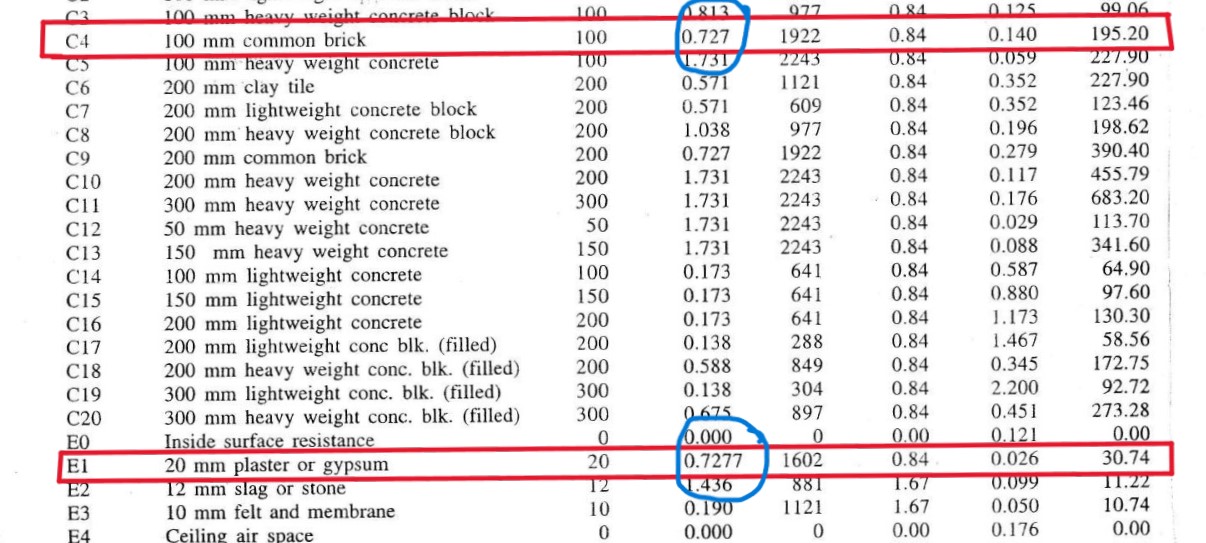 C3 100 mm heavy weight concrete block 100 0.813 977 0.84 0.125 99.06
C4 100 mm common brick 100 0.727 1922 0.84 0.140 195.20
C5 100 mm heavy weight concrete 100 1.731 2243 0.84 0.059 227.90
C6 200 mm clay tile 200 0.571 1121 0.84 0.352 227.90
C7 200 mm lightweight concrete block 200 0.571 609 0.84 0.352 123.46
C8 200 mm heavy weight concrete block 200 1.038 977 0.84 0.196 198.62
C9 200 mm common brick 200 0.727 1922 0.84 0.279 390.40
C10 200 mm heavy weight concrete 200 1.731 2243 0.84 0.117 455.79
C11 300 mm heavy weight concrete 300 1.731 2243 0.84 0.176 683.20
C12 50 mm heavy weight concrete 50 1.731 2243 0.84 0.029 113.70
C13 150 mm heavy weight concrete 150 1.731 2243 0.84 0.088 341.60
C14 100 mm lightweight concrete 100 0.173 641 0.84 0.587 64.90
C15 150 mm lightweight concrete 150 0.173 641 0.84 0.880 97.60
C16 200 mm lightweight concrete 200 0.173 641 0.84 1.173 130.30
C17 200 mm lightweight conc blk. (filled) 200 0.138 288 0.84 1.467 58.56
C18 200 mm heavy weight conc. blk. (filled) 200 0.588 849 0.84 0.345 172.75
C19 300 mm lightweight conc. blk. (filled) 300 0.138 304 0.84 2.200 92.72
C20 300 mm heavy weight conc. blk. (filled) 300 0.675 897 0.84 0.451 273.28
E0 Inside surface resistance 0 0.000 0 0.00 0.121 0.00
E1 20 mm plaster or gypsum 20 0.7277 1602 0.84 0.026 30.74
E2 12 mm slag or stone 12 1.436 881 1.67 0.099 11.22
E3 10 mm felt and membrane 10 0.190 1121 1.67 0.050 10.74
E4 Ceiling air space 0 0.000 0 0.00 0.176 0.00